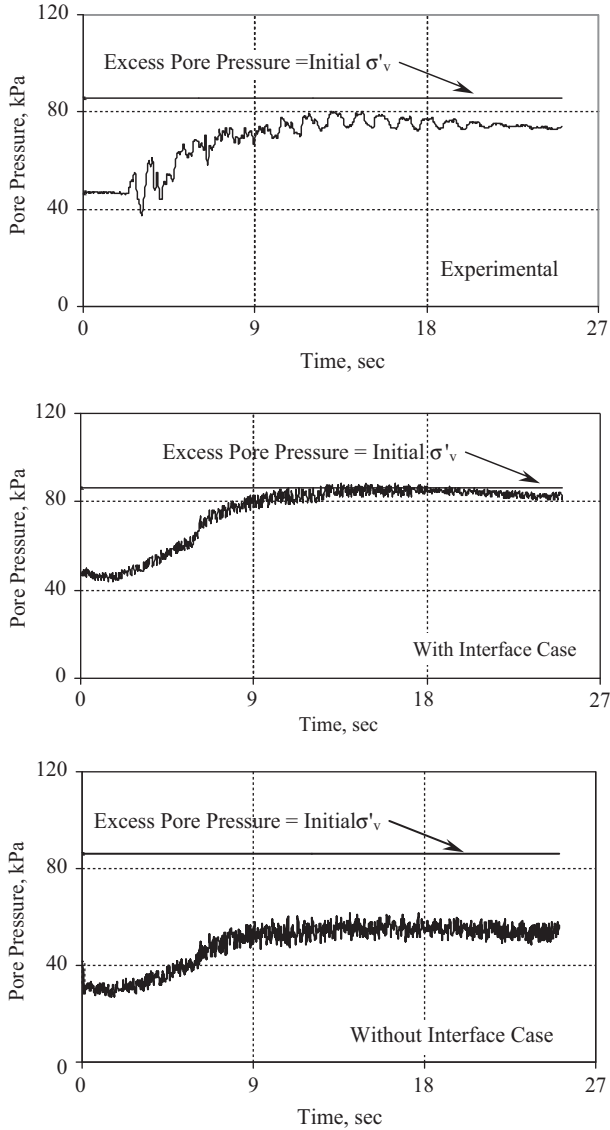 120
80
40
0
Pore Pressure, kPa
Excess Pore Pressure =Initial σ'v
Experimental
0 9 18 27
Time, sec
120
80
40
0
Pore Pressure, kPa
Excess Pore Pressure = Initial σ'v
With Interface Case
0 9 18 27
Time, sec
120
80
40
0
Pore Pressure, kPa
Excess Pore Pressure = Initialσ'v
Without Interface Case
0 9 18 27
Time, sec